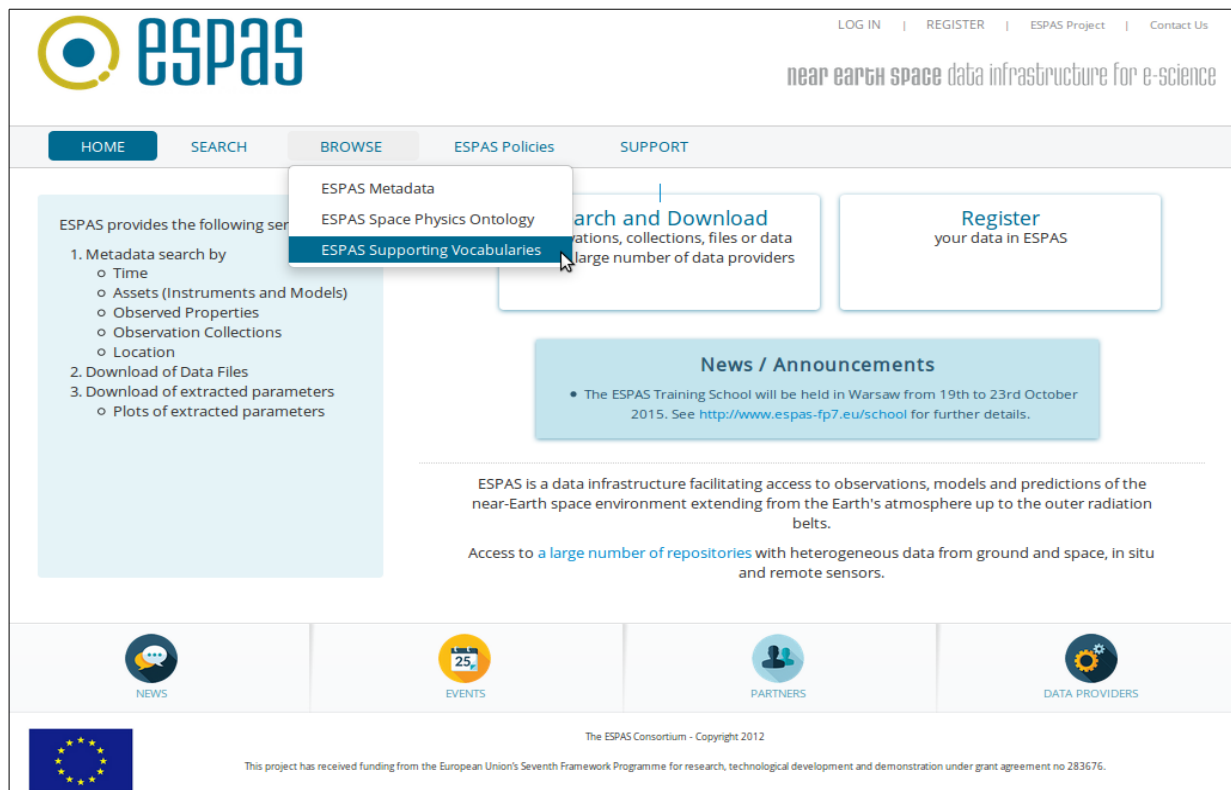 espas
LOG IN | REGISTER | ESPAS Project | Contact Us
near earth space data infrastructure for e-science
HOME SEARCH BROWSE ESPAS Policies SUPPORT
ESPAS Metadata
ESPAS Space Physics Ontology
ESPAS Supporting Vocabularies
ESPAS provides the following ser
1. Metadata search by
Time
Assets (Instruments and Models)
Observed Properties
Observation Collections
Location
2. Download of Data Files
3. Download of extracted parameters
Plots of extracted parameters
arch and Download
ations, collections, files or data
large number of data providers
Register
your data in ESPAS
News / Announcements
• The ESPAS Training School will be held in Warsaw from 19th to 23rd October
2015. See http://www.espas-fp7.eu/school for further details.
ESPAS is a data infrastructure facilitating access to observations, models and predictions of the
near-Earth space environment extending from the Earth's atmosphere up to the outer radiation
belts.
Access to a large number of repositories with heterogeneous data from ground and space, in situ
and remote sensors.
25
NEWS EVENTS PARTNERS DATA PROVIDERS
The ESPAS Consortium - Copyright 2012
This project has received funding from the European Union's Seventh Framework Programme for research, technological development and demonstration under grant agreement no 283676.